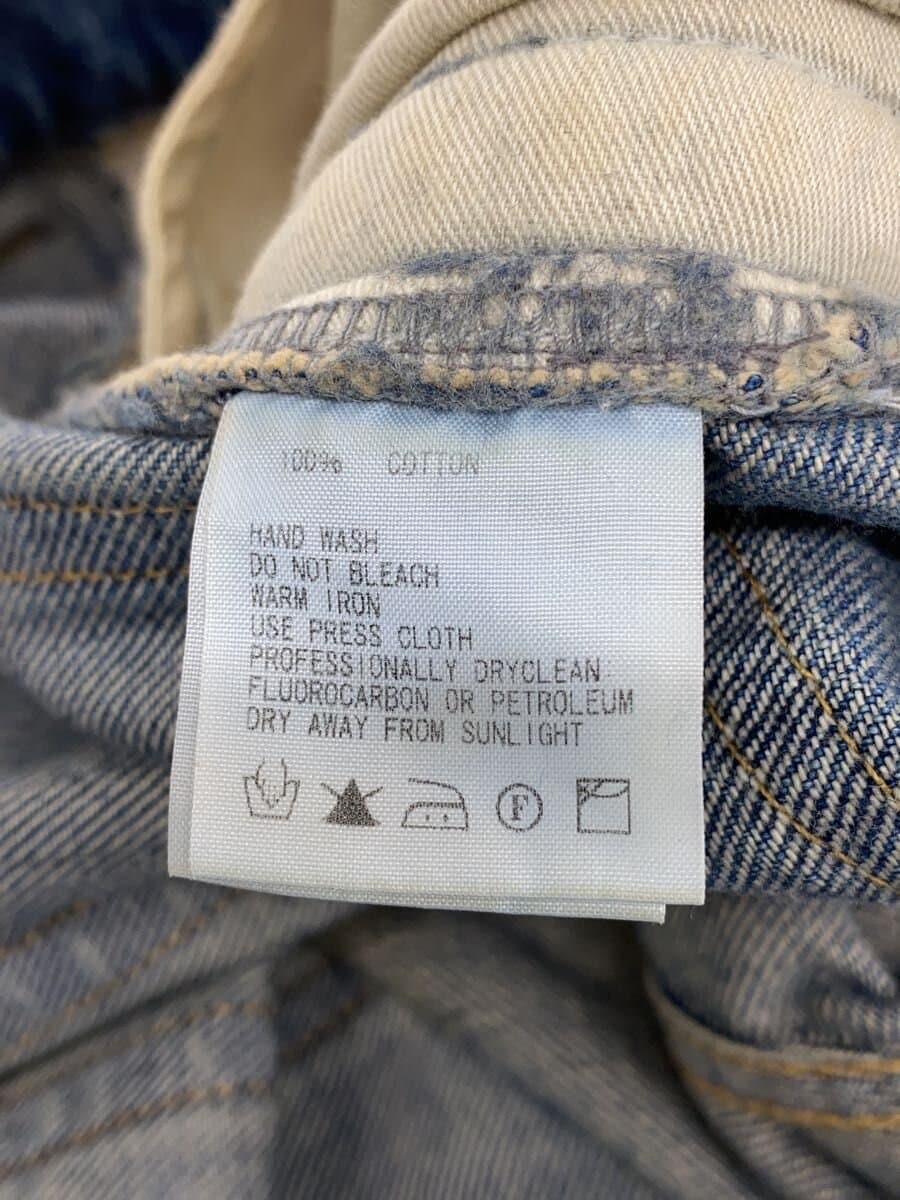 100% COTTON
HAND WASH
DO NOT BLEACH
WARM IRON
USE PRESS CLOTH
PROFESSIONALLY DRYCLEAN:
FLUOROCARBON OR PETROLEUM
DRY AWAY FROM SUNLIGHT
F